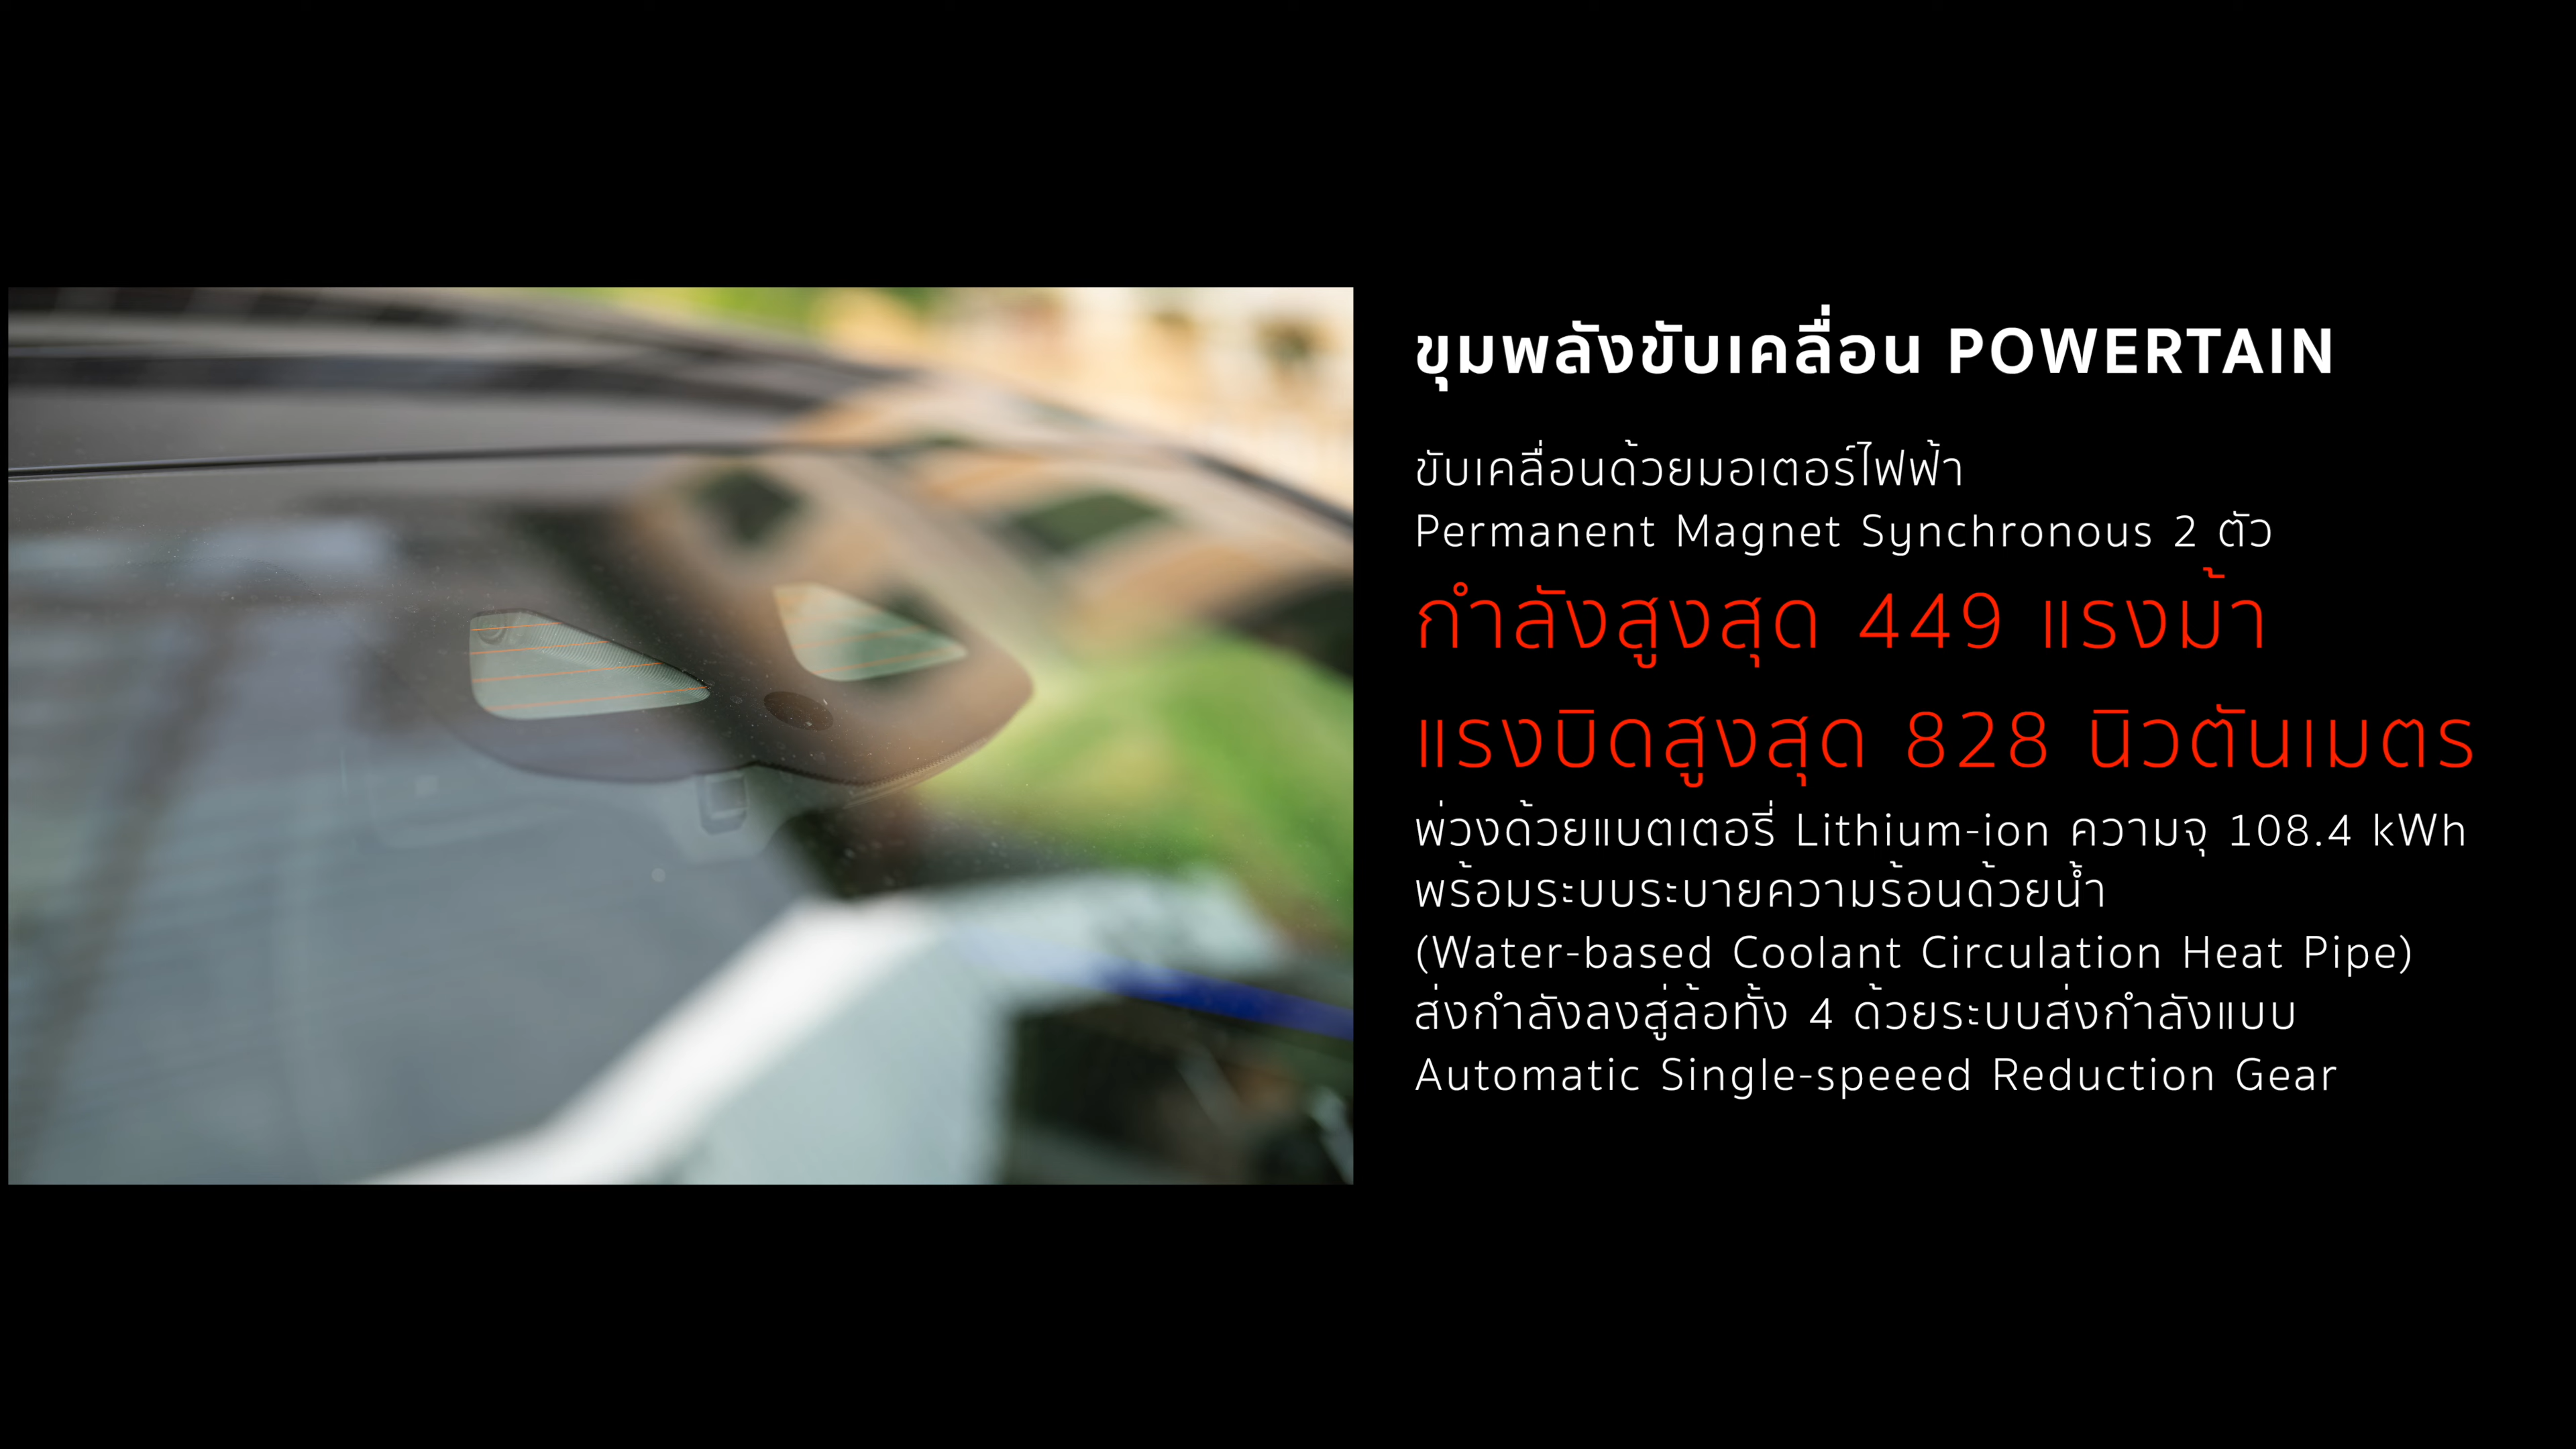 ขุมพลังขับเคลื่อน POWERTAIN
ขับเคลื่อนด้วยมอเตอร์ไฟฟ้า
Permanent Magnet Synchronous 2 ตัว
กำลังสูงสุด 449 แรงม้า
แรงบิดสูงสุด 828 นิวตันเมตร
พ่วงด้วยแบตเตอรี่ Lithium-ion ความจุ 108.4 kWh
พร้อมระบบระบายความร้อนด้วยน้ำ
(Water-based Coolant Circulation Heat Pipe)
ส่งกำลังลงสู่ล้อทั้ง 4 ด้วยระบบส่งกำลังแบบ
Automatic Single-speeed Reduction Gear